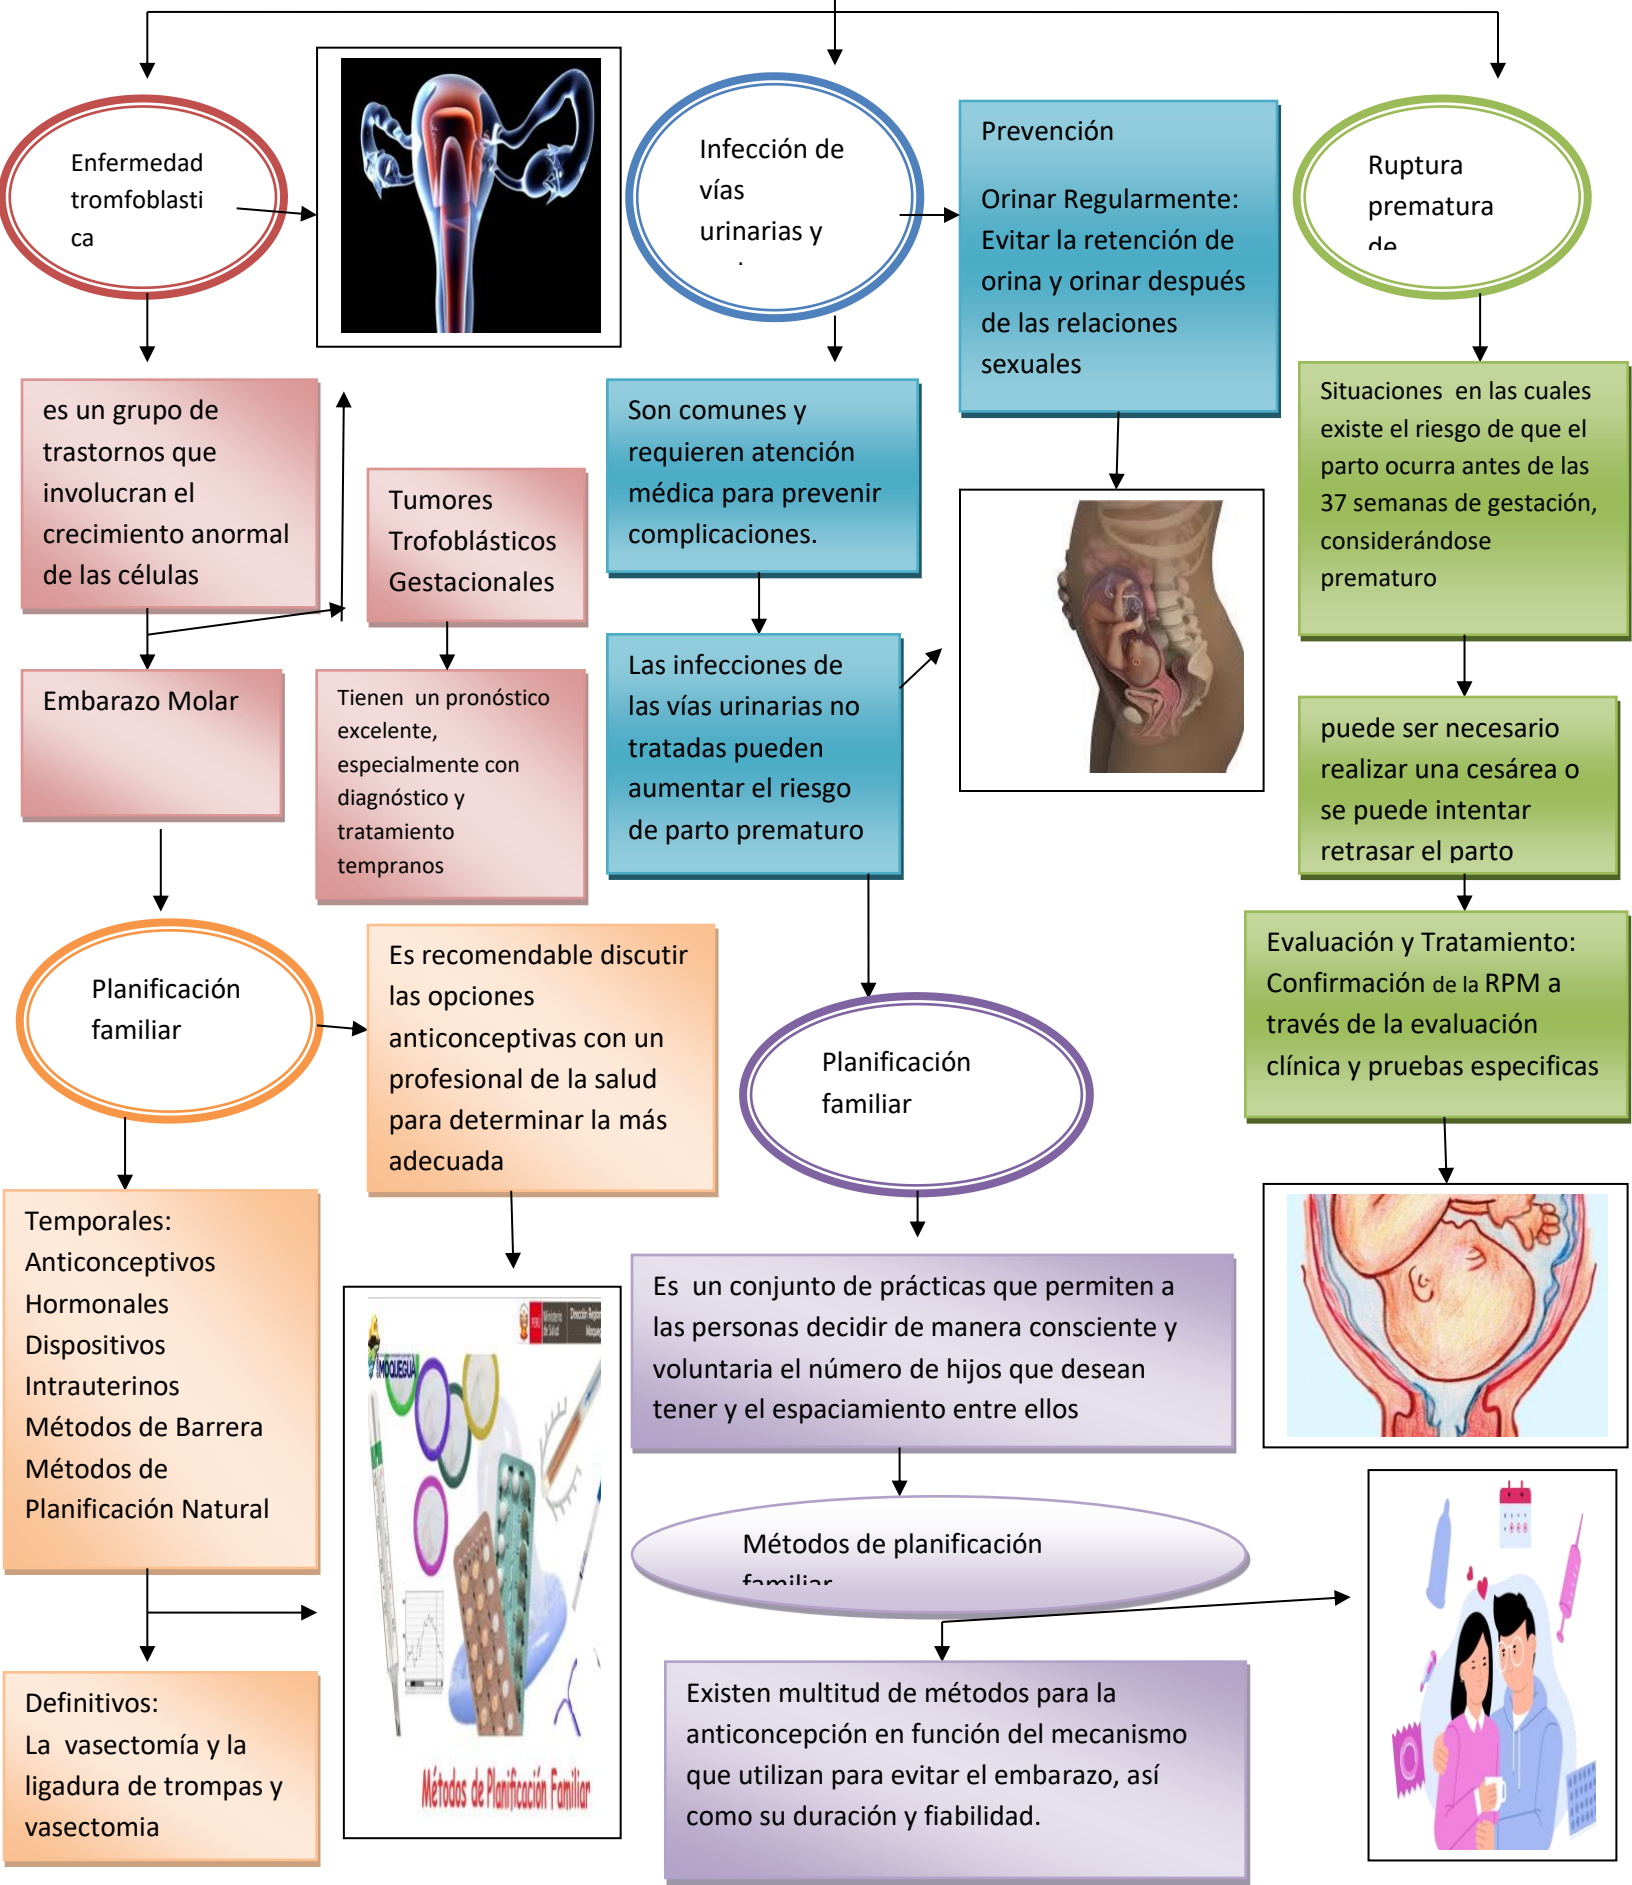 Enfermedad
tromfoblasti
ca
Infección de
vías
urinarias y
Prevención
Orinar Regularmente:
Evitar la retención de
orina y orinar después
de las relaciones
sexuales
Ruptura
prematura
de
es un grupo de
trastornos que
involucran el
crecimiento anormal
de las células
Tumores
Trofoblásticos
Gestacionales
Son comunes y
requieren atención
médica para prevenir
complicaciones.
Situaciones en las cuales
existe el riesgo de que el
parto ocurra antes de las
37 semanas de gestación,
considerándose
prematuro
Embarazo Molar
Tienen un pronóstico
excelente,
especialmente con
diagnóstico y
tratamiento
tempranos
Las infecciones de
las vías urinarias no
tratadas pueden
aumentar el riesgo
de parto prematuro
puede ser necesario
realizar una cesárea o
se puede intentar
retrasar el parto
Planificación
familiar
Es recomendable discutir
las opciones
anticonceptivas con un
profesional de la salud
para determinar la más
adecuada
Planificación
familiar
Evaluación y Tratamiento:
Confirmación de la RPM a
través de la evaluación
clínica y pruebas especificas
Temporales:
Anticonceptivos
Hormonales
Dispositivos
Intrauterinos
Métodos de Barrera
Métodos de
Planificación Natural
PERÚ
Ministerio
de Salud
MOQUEGUA
Métodos de Planificación Familiar
Es un conjunto de prácticas que permiten a
las personas decidir de manera consciente y
voluntaria el número de hijos que desean
tener y el espaciamiento entre ellos
Métodos de planificación
familiar
Definitivos:
La vasectomía y la
ligadura de trompas y
vasectomia
Existen multitud de métodos para la
anticoncepción en función del mecanismo
que utilizan para evitar el embarazo, así
como su duración y fiabilidad.